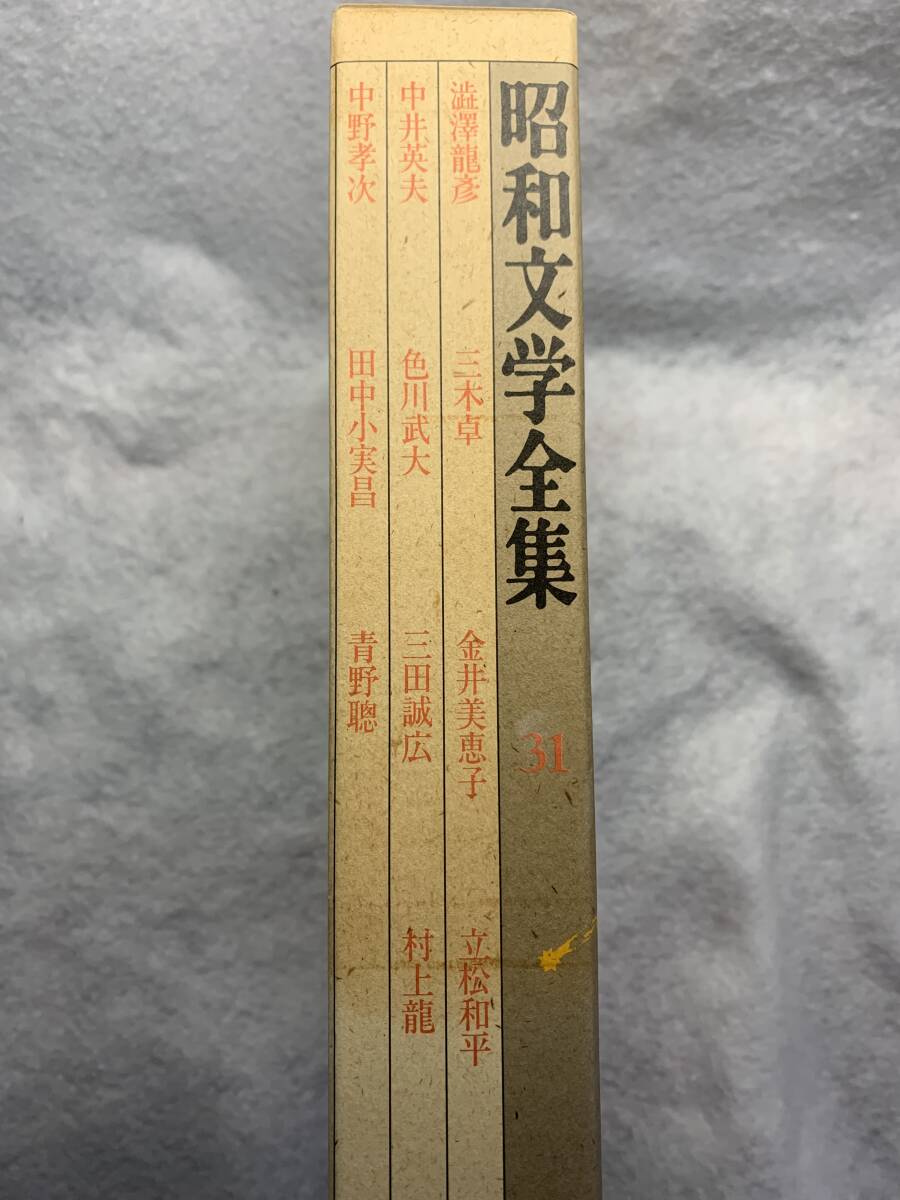 昭和文学全集
31
澁澤龍彥
三木卓
金井美恵子
立松和平
中井英夫
色川武大
三田誠広
村上龍
中野孝次
田中小実昌
青野聰